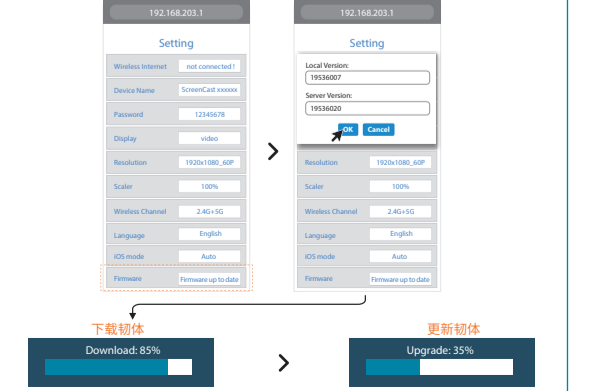 192.168.203.1
Setting
Wireless Internet not connected !
Device Name ScreenCast xxxxxx
Password 12345678
Display video
Resolution 1920x1080_60P
Scaler 100%
Wireless Channel 2.4G+5G
Language English
iOS mode Auto
Firmware Firmware up to date
192.168.203.1
Setting
Local Version:
19536007
Server Version:
19536020
OK Cancel
Resolution 1920x1080_60P
Scaler 100%
Wireless Channel 2.4G+5G
Language English
iOS mode Auto
Firmware Firmware up to date
下载韧体
Download: 85%
更新韧体
Upgrade: 35%